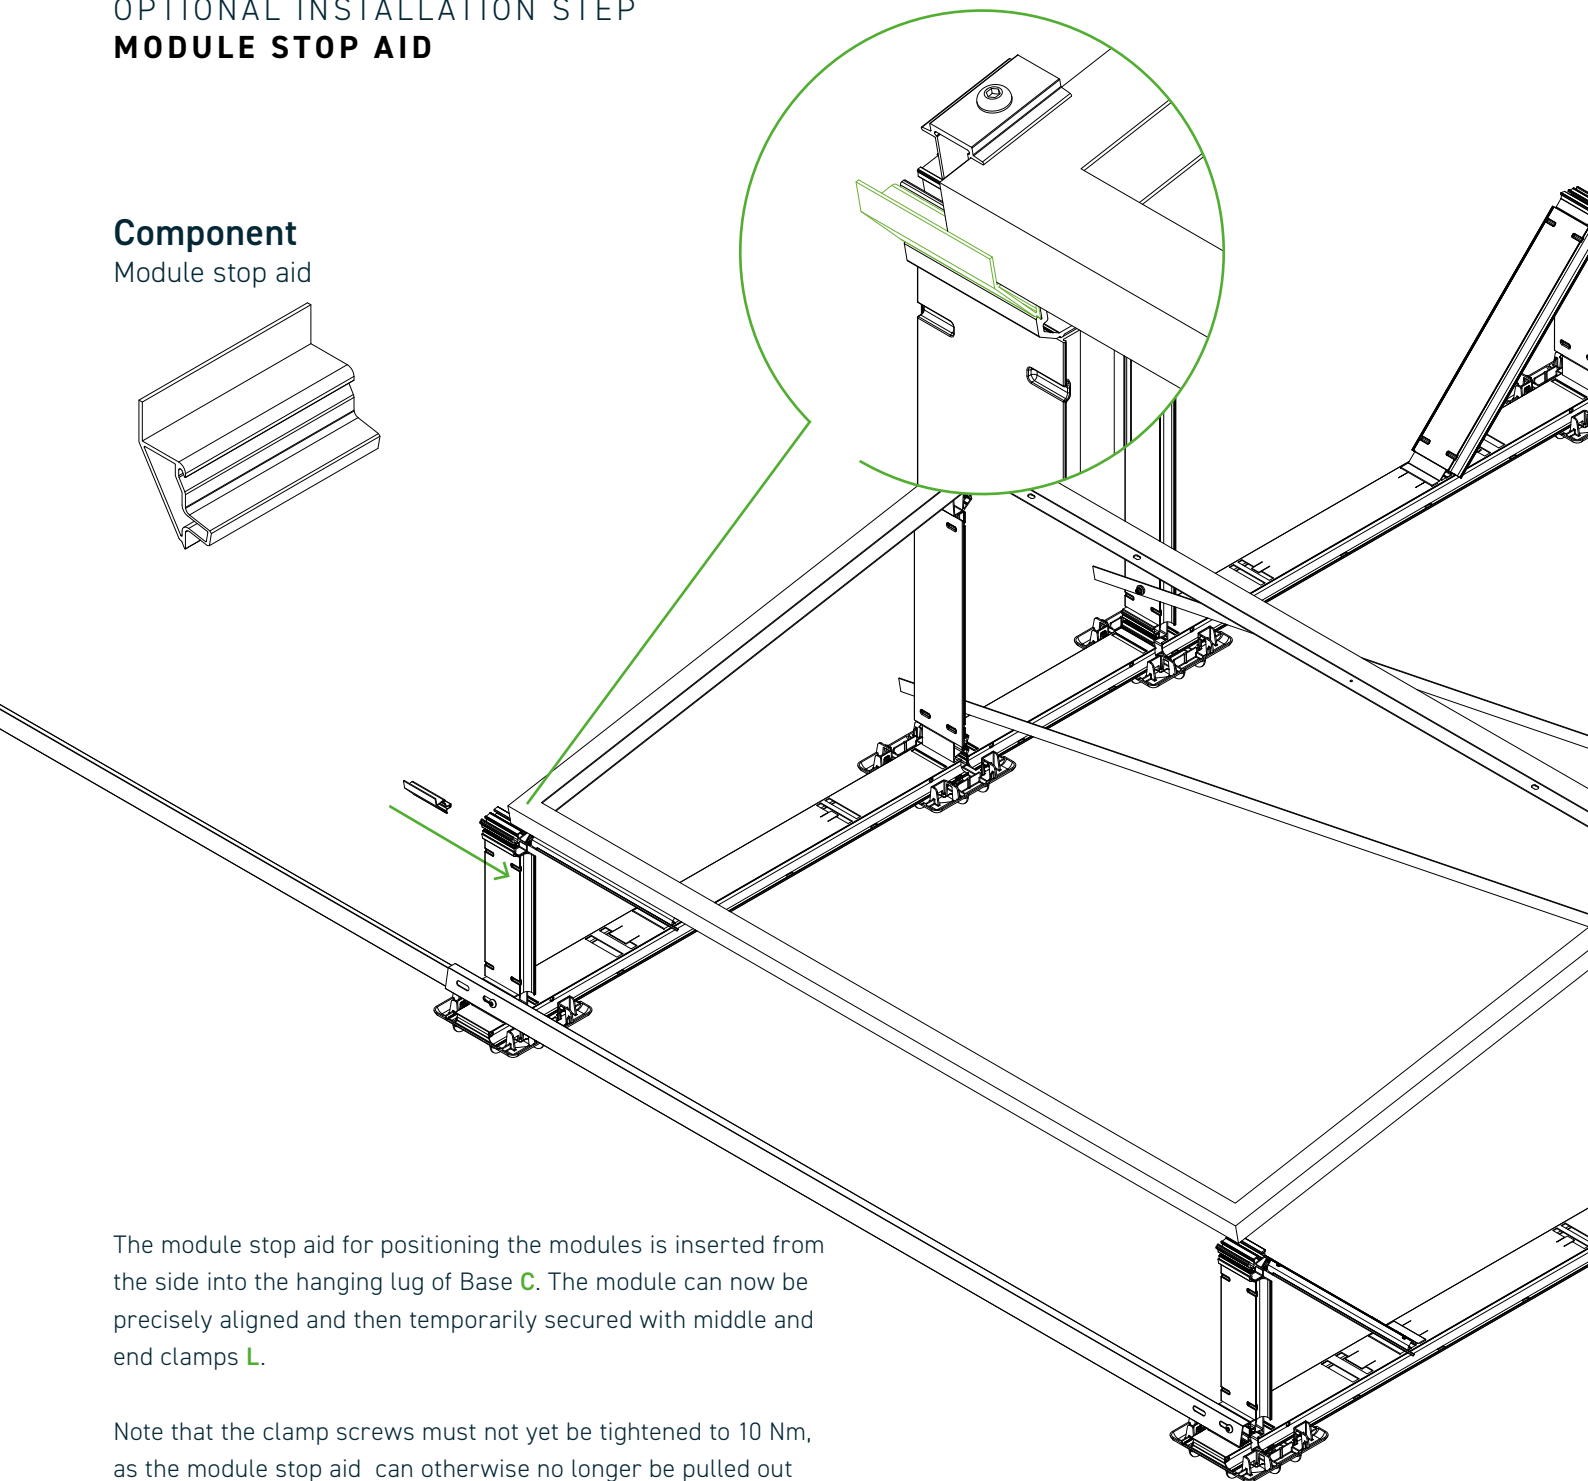 OPTIONAL INSTALLATION STEP
MODULE STOP AID
Component
Module stop aid
The module stop aid for positioning the modules is inserted from
the side into the hanging lug of Base C. The module can now be
precisely aligned and then temporarily secured with middle and
end clamps L.
Note that the clamp screws must not yet be tightened to 10 Nm,
as the module stop aid can otherwise no longer be pulled out